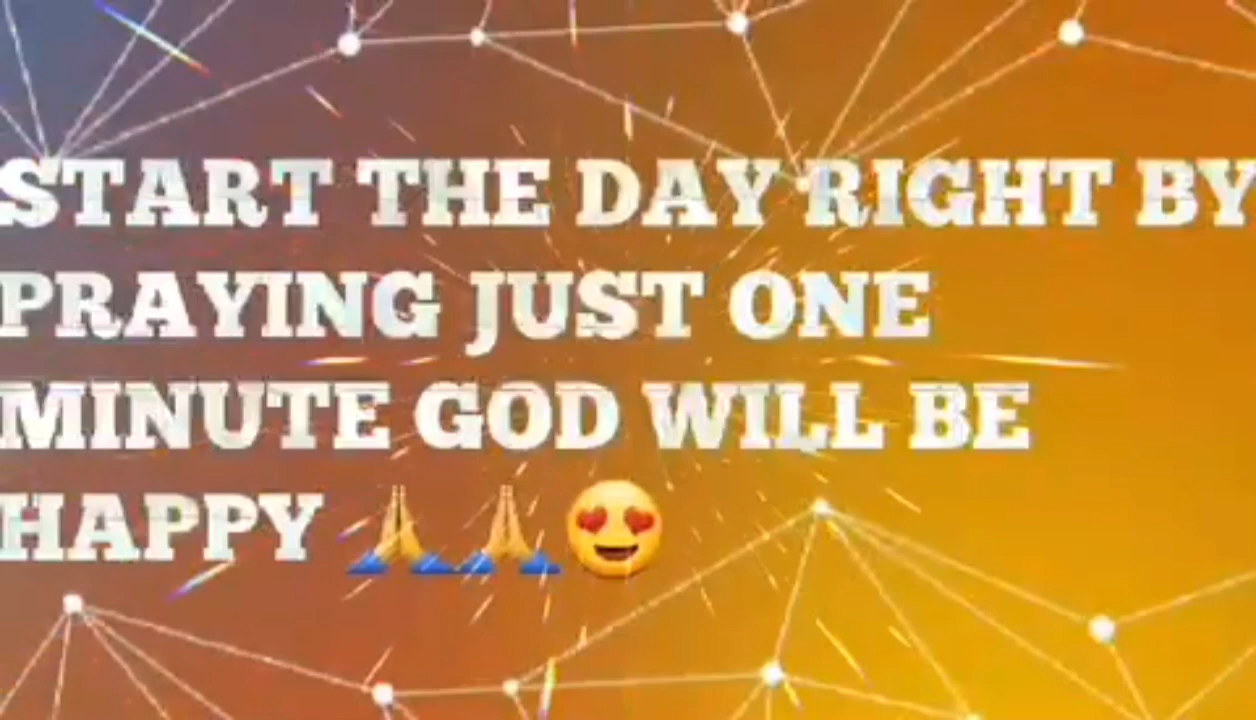 START THE DAY RIGHT BY
PRAYING JUST ONE
MINUTE GOD WILL BE
HAPPY 🙏🙏😍